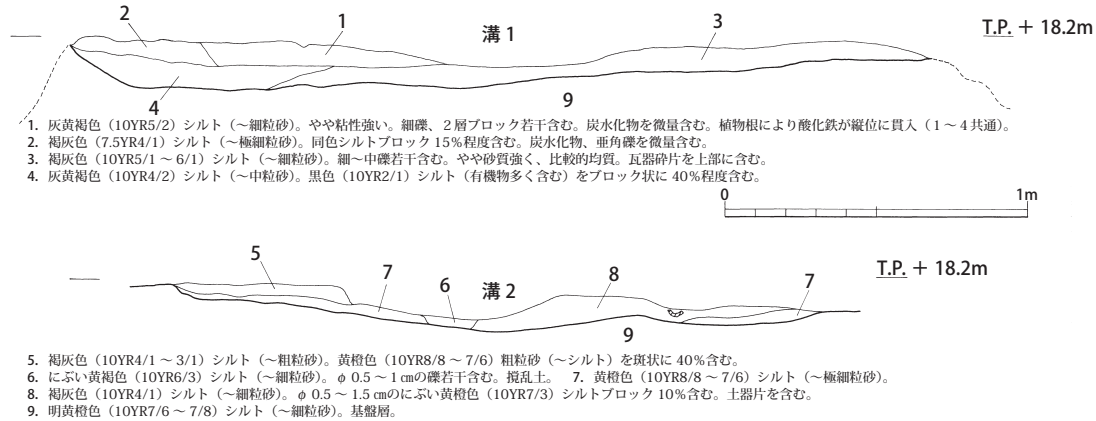 2 1 溝 1 3 T.P. + 18.2m
4 9
1. 灰黄褐色（10YR5/2）シルト（～細粒砂）。やや粘性強い。細礫、２層ブロック若干含む。炭水化物を微量含む。植物根により酸化鉄が縦位に貫入（１～４共通）。
2. 褐灰色（7.5YR4/1）シルト（～極細粒砂）。同色シルトブロック 15％程度含む。炭水化物、亜角礫を微量含む。
3. 褐灰色（10YR5/1 ～ 6/1）シルト（～細粒砂）。細～中礫若干含む。やや砂質強く、比較的均質。瓦器砕片を上部に含む。
4. 灰黄褐色（10YR4/2）シルト（～中粒砂）。黒色（10YR2/1）シルト（有機物多く含む）をブロック状に 40％程度含む。
0 1m
5 7 6 溝 2 8 7 T.P. + 18.2m
9
5. 褐灰色（10YR4/1 ～ 3/1）シルト（～粗粒砂）。黄橙色（10YR8/8 ～ 7/6）粗粒砂（～シルト）を斑状に 40％含む。
6. にぶい黄褐色（10YR6/3）シルト（～細粒砂）。φ 0.5 ～ 1 ㎝の礫若干含む。撹乱土。 7. 黄橙色（10YR8/8 ～ 7/6）シルト（～極細粒砂）。
8. 褐灰色（10YR4/1）シルト（～細粒砂）。φ 0.5 ～ 1.5 ㎝のにぶい黄橙色（10YR7/3）シルトブロック 10％含む。土器片を含む。
9. 明黄橙色（10YR7/6 ～ 7/8）シルト（～細粒砂）。基盤層。